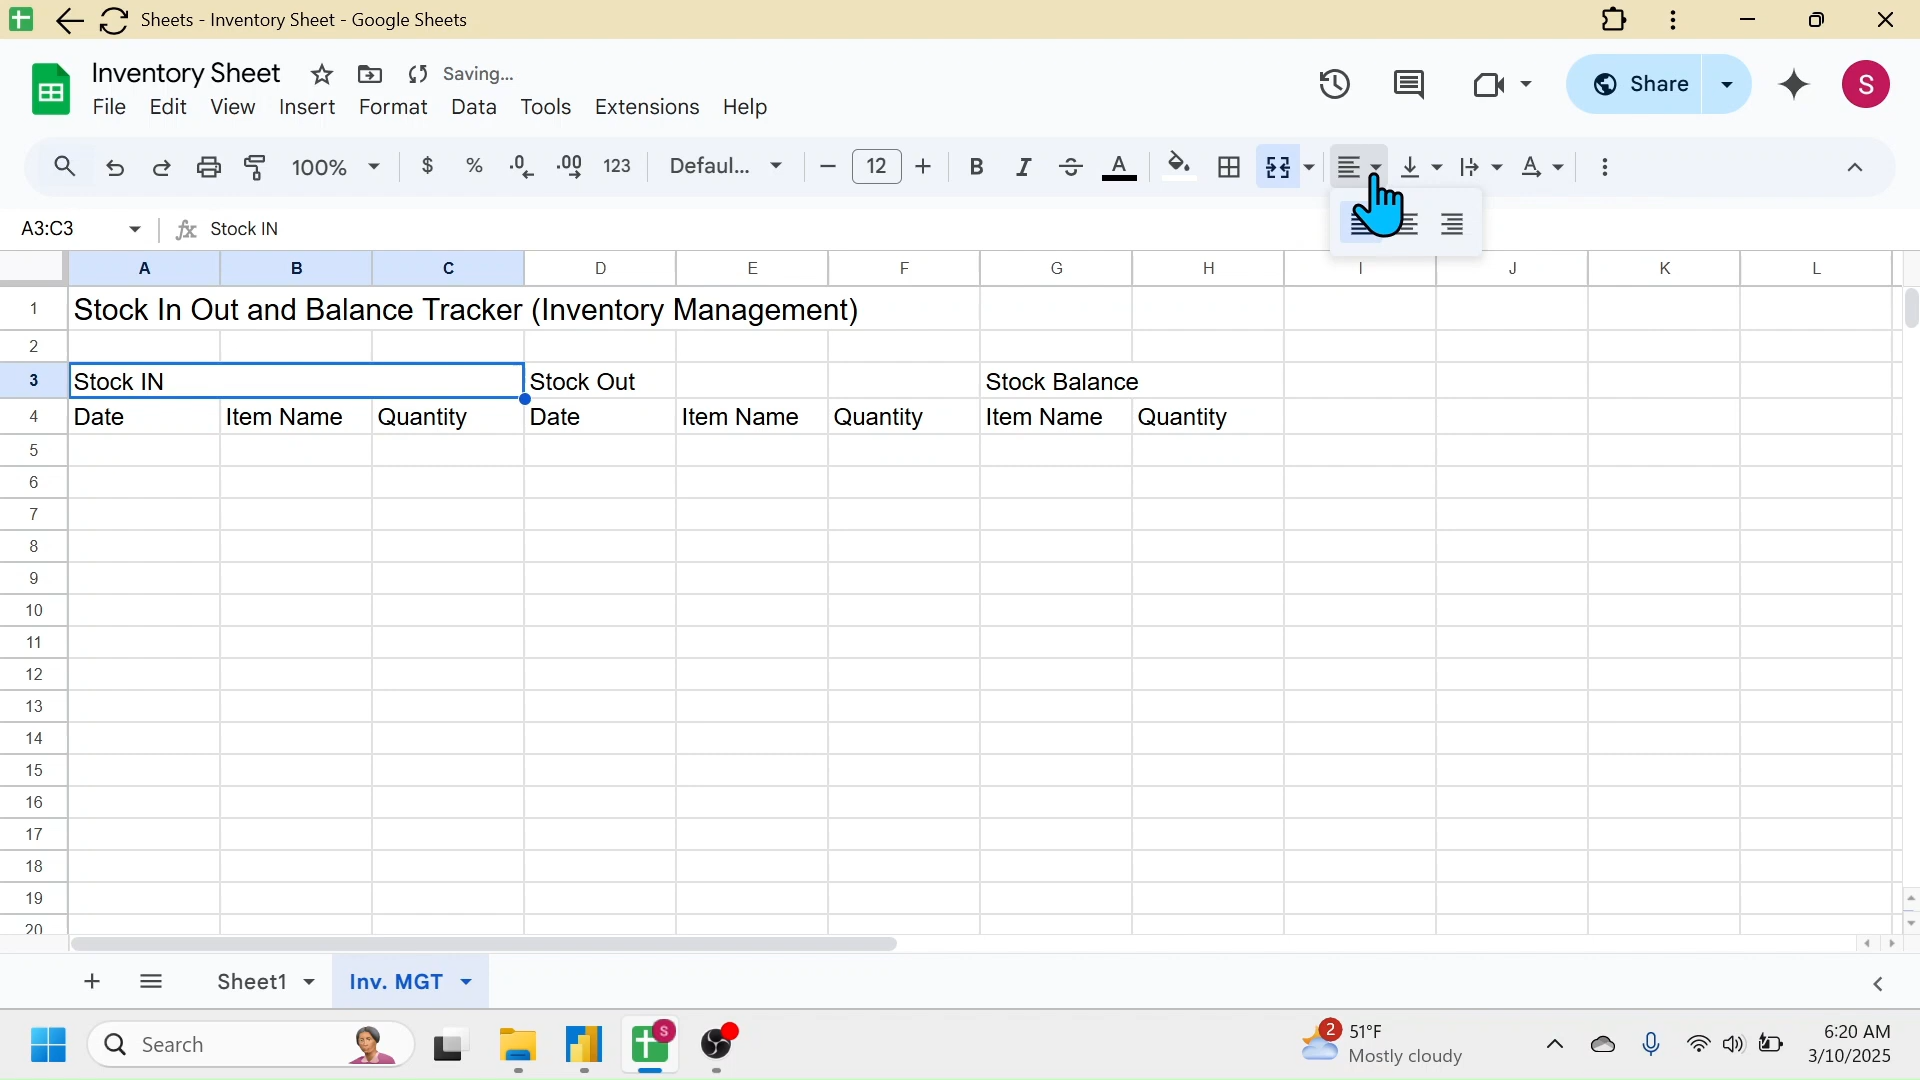 Sheets - Inventory Sheet - Google Sheets
Inventory Sheet Saving...
S
Share
File Edit View Insert Format Data Tools Extensions Help
100% $ % .0 .00 123 Defaul... 12 B I A A
A3:C3 fx Stock IN
A B C D E F G H I J K L
1 Stock In Out and Balance Tracker (Inventory Management)
2
3 Stock IN Stock Out Stock Balance
4 Date Item Name Quantity Date Item Name Quantity Item Name Quantity
5
6
7
8
9
10
11
12
13
14
15
16
17
18
19
20
Sheet1 Inv. MGT
Search
S
2
51°F
Mostly cloudy
6:20 AM
3/10/2025